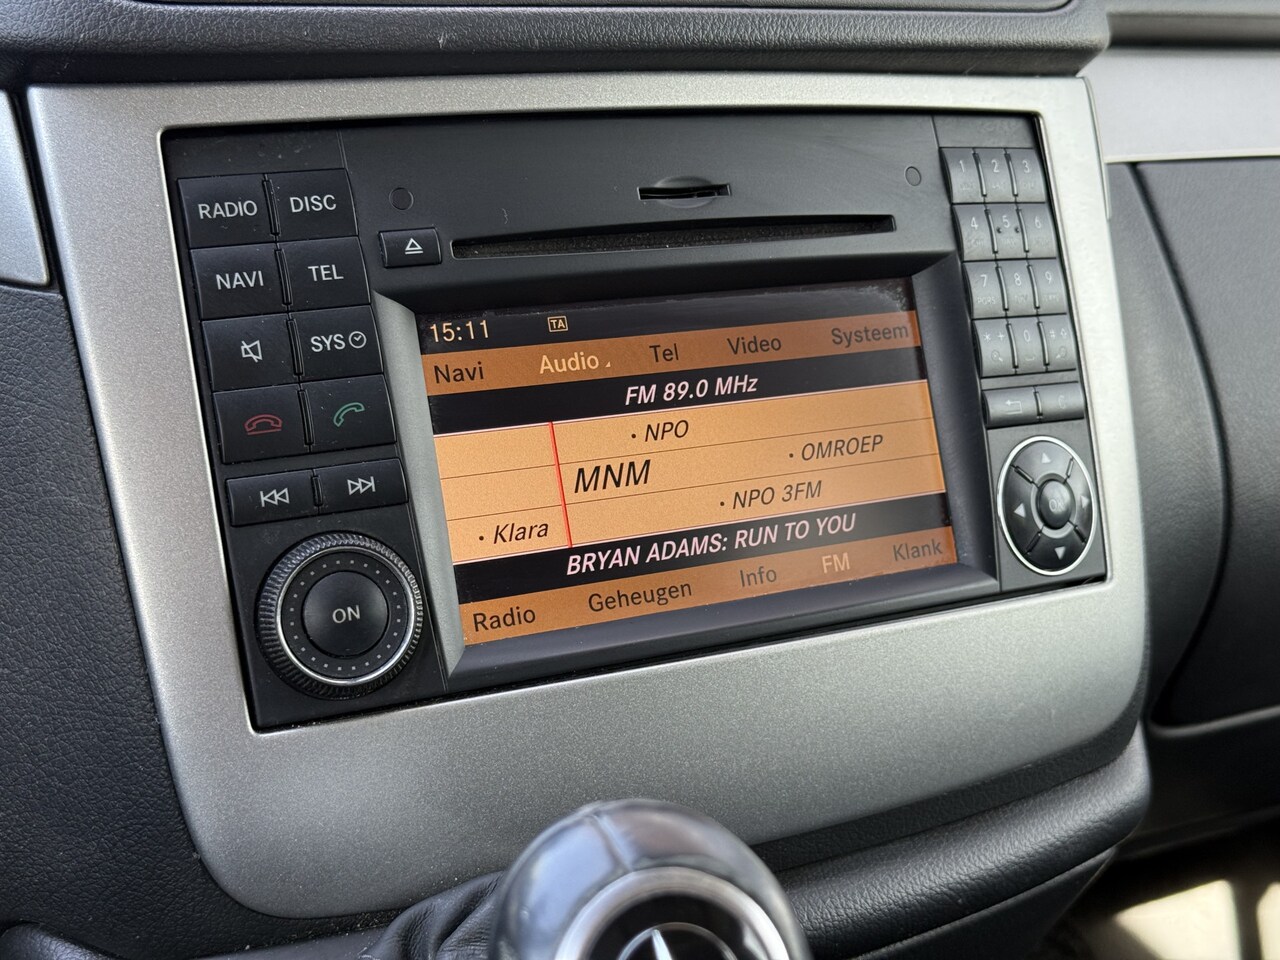 RADIO DISC
NAVI TEL
SYS
ON
1 2 3
4 5 6
7 8 9
* 0 #
15:11 TA
Navi Audio Tel Video Systeem
FM 89.0 MHz
• NPO
• OMROEP
MNM
• NPO 3FM
• Klara
BRYAN ADAMS: RUN TO YOU
Radio Geheugen Info FM Klank